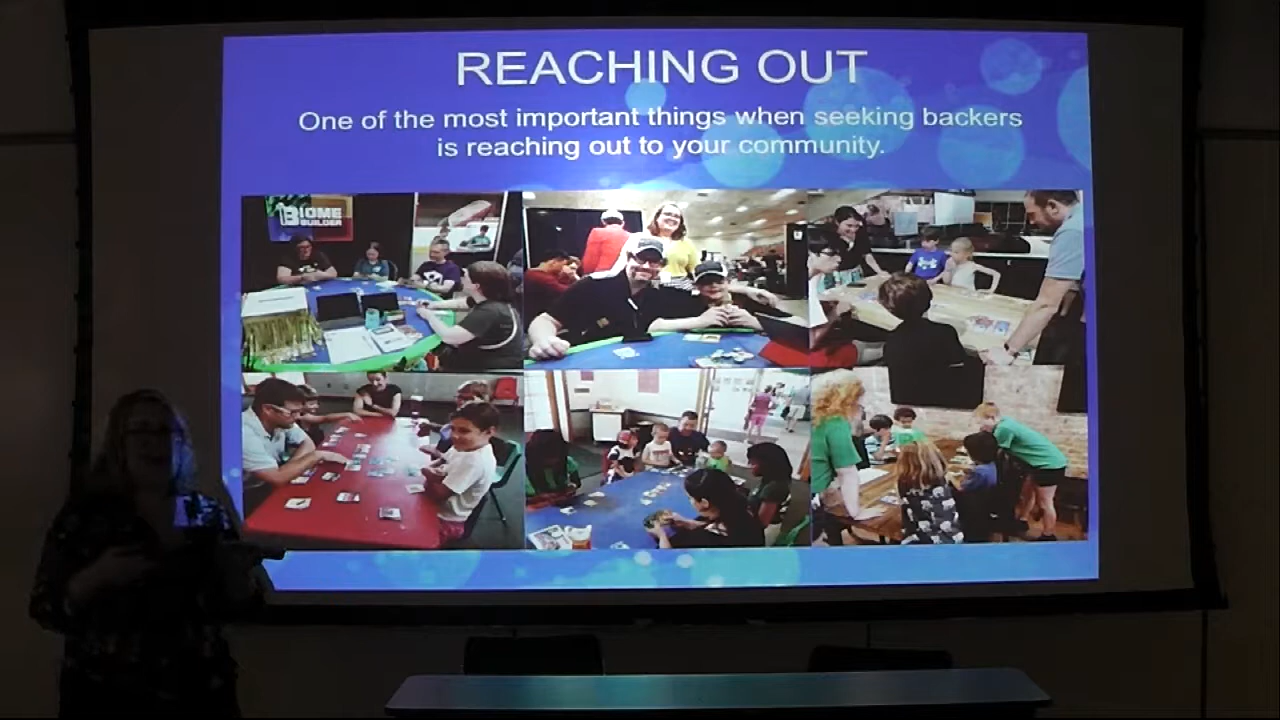 REACHING OUT
One of the most important things when seeking backers
is reaching out to your community.
BIOME
BUILDER